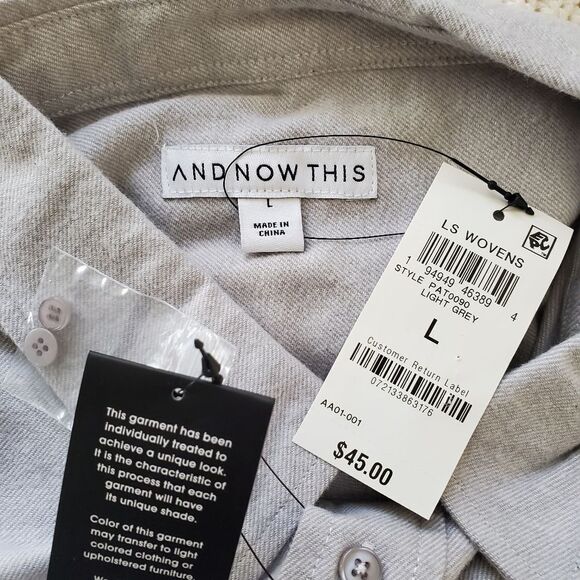 AND NOW THIS
L
MADE IN
CHINA
LS WOVENS
1 94949 46389 4
STYLE PAT0090
LIGHT GREY
L
Customer Return Label
072133863176
AA01-001
$45.00
This garment has been
individually treated to
achieve a unique look.
It is the characteristic of
this process that each
garment will have
its unique shade.
Color of this garment
may transfer to light
colored clothing or
upholstered furniture.